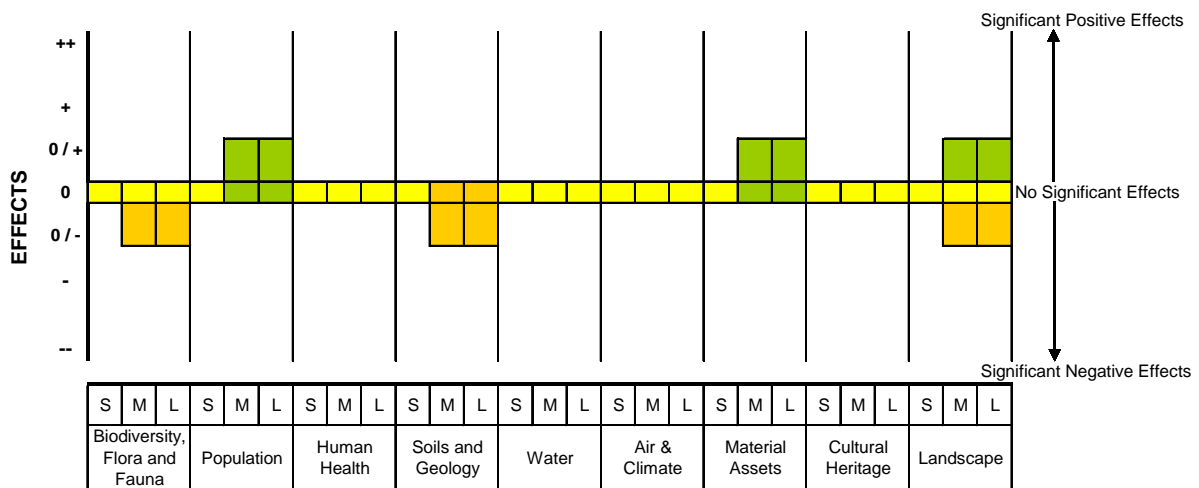 Significant Positive Effects
++
+
0 / +
0
No Significant Effects
0 / -
-
--
EFFECTS
Significant Negative Effects
S M L S M L S M L S M L S M L S M L S M L S M L S M L
Biodiversity,
Flora and
Fauna
Population
Human
Health
Soils and
Geology
Water
Air &
Climate
Material
Assets
Cultural
Heritage
Landscape